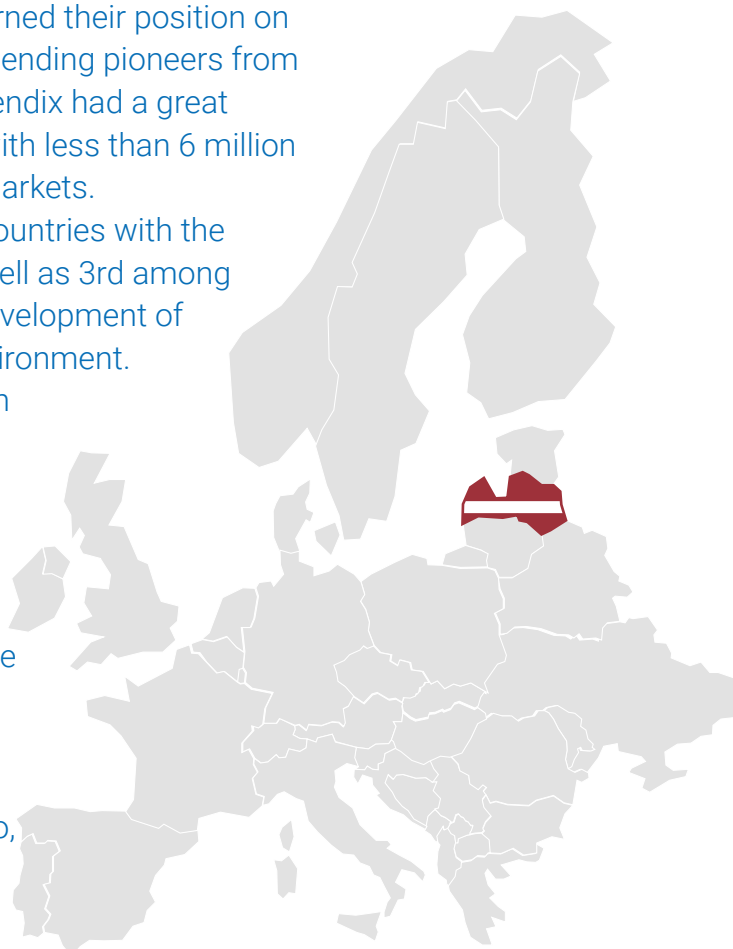 rned their position on
ending pioneers from
endix had a great
ith less than 6 million
arkets.
ountries with the
ell as 3rd among
velopment of
ironment.
n
e
o,